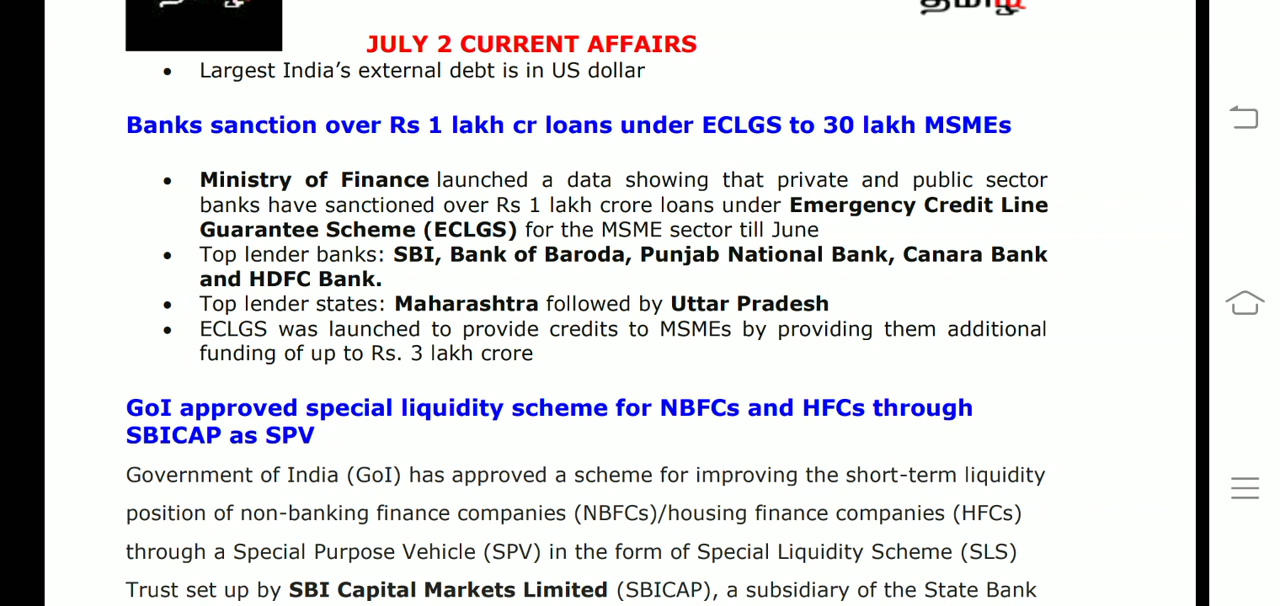 JULY 2 CURRENT AFFAIRS
• Largest India’s external debt is in US dollar
Banks sanction over Rs 1 lakh cr loans under ECLGS to 30 lakh MSMEs
• Ministry of Finance launched a data showing that private and public sector
banks have sanctioned over Rs 1 lakh crore loans under Emergency Credit Line
Guarantee Scheme (ECLGS) for the MSME sector till June
• Top lender banks: SBI, Bank of Baroda, Punjab National Bank, Canara Bank
and HDFC Bank.
• Top lender states: Maharashtra followed by Uttar Pradesh
• ECLGS was launched to provide credits to MSMEs by providing them additional
funding of up to Rs. 3 lakh crore
GoI approved special liquidity scheme for NBFCs and HFCs through
SBICAP as SPV
Government of India (GoI) has approved a scheme for improving the short-term liquidity
position of non-banking finance companies (NBFCs)/housing finance companies (HFCs)
through a Special Purpose Vehicle (SPV) in the form of Special Liquidity Scheme (SLS)
Trust set up by SBI Capital Markets Limited (SBICAP), a subsidiary of the State Bank